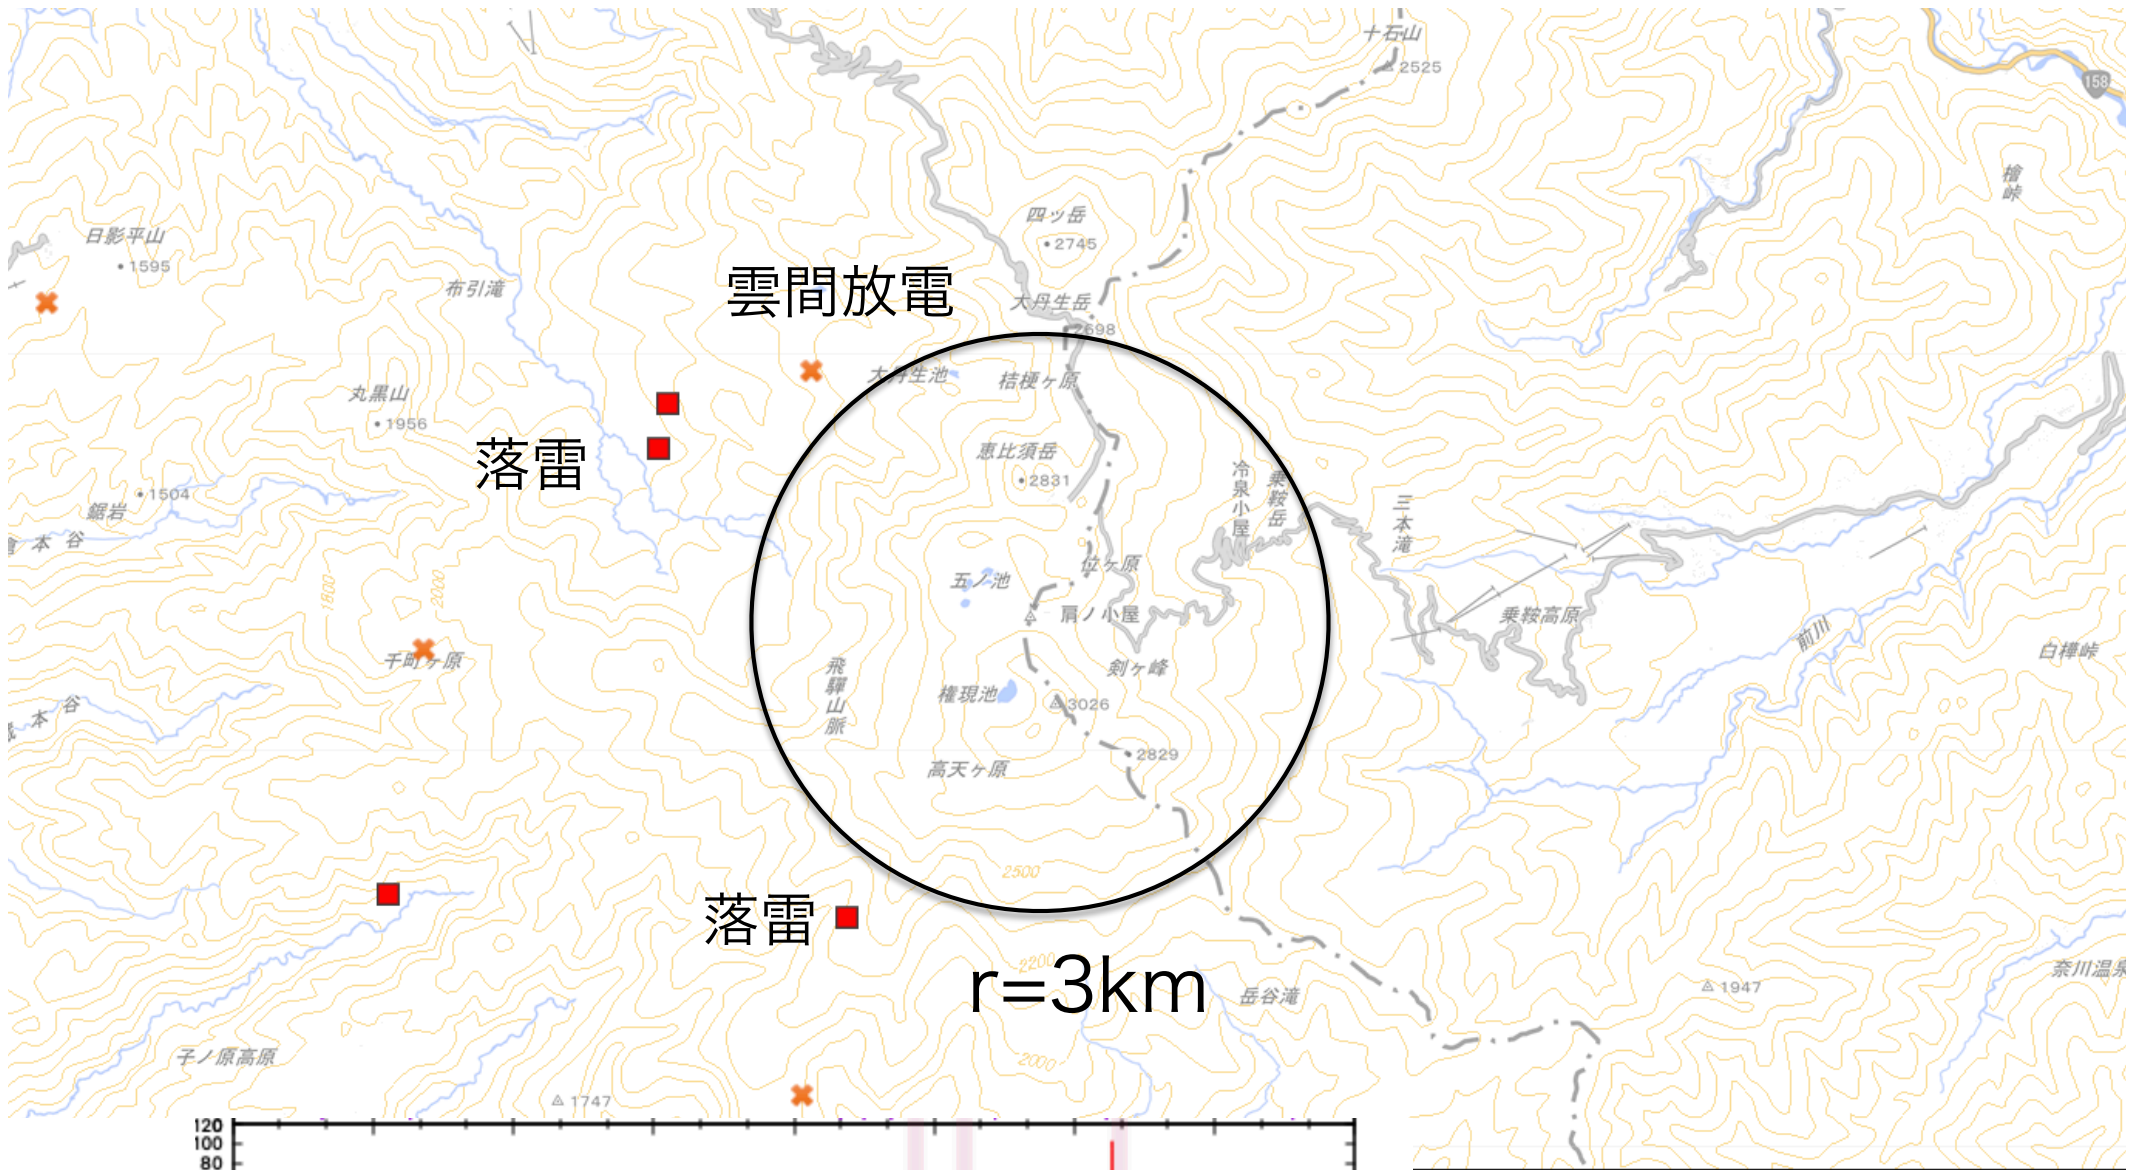 十石山
2525
158
檜峠
四ッ岳
2745
日影平山
1595
布引滝
雲間放電
大丹生岳
2698
大丹生池
桔梗ヶ原
丸黒山
1956
落雷
恵比須岳
2831
冷泉小屋
乗鞍岳
三本滝
1504
鋸岩
本谷
位ヶ原
五ノ池
1800
2000
肩ノ小屋
乗鞍高原
前川
白樺峠
千町ヶ原
飛騨山脈
剣ヶ峰
権現池
3026
本谷
2829
高天ヶ原
2500
落雷
2200
r=3km
岳谷滝
1947
奈川温泉
子ノ原高原
2000
1747
120
100
80